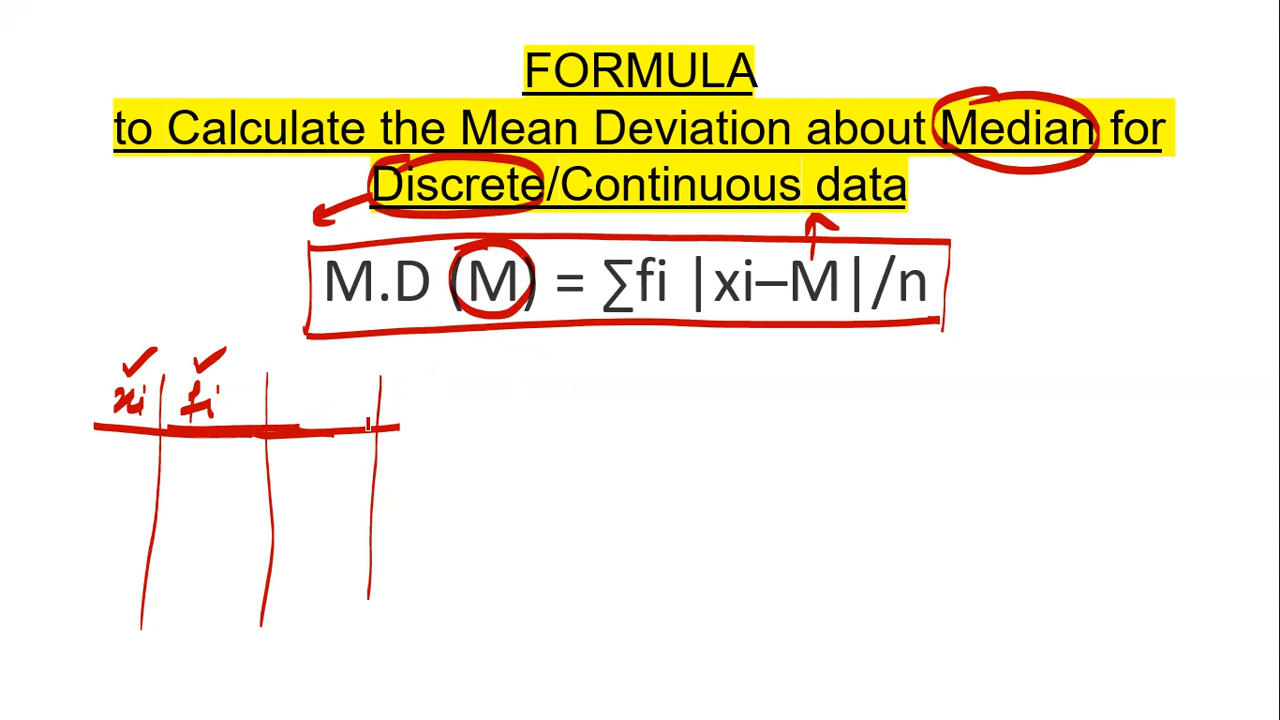 FORMULA
to Calculate the Mean Deviation about Median for
Discrete/Continuous data
M.D (M) = ∑fi |xi–M|/n
xi fi